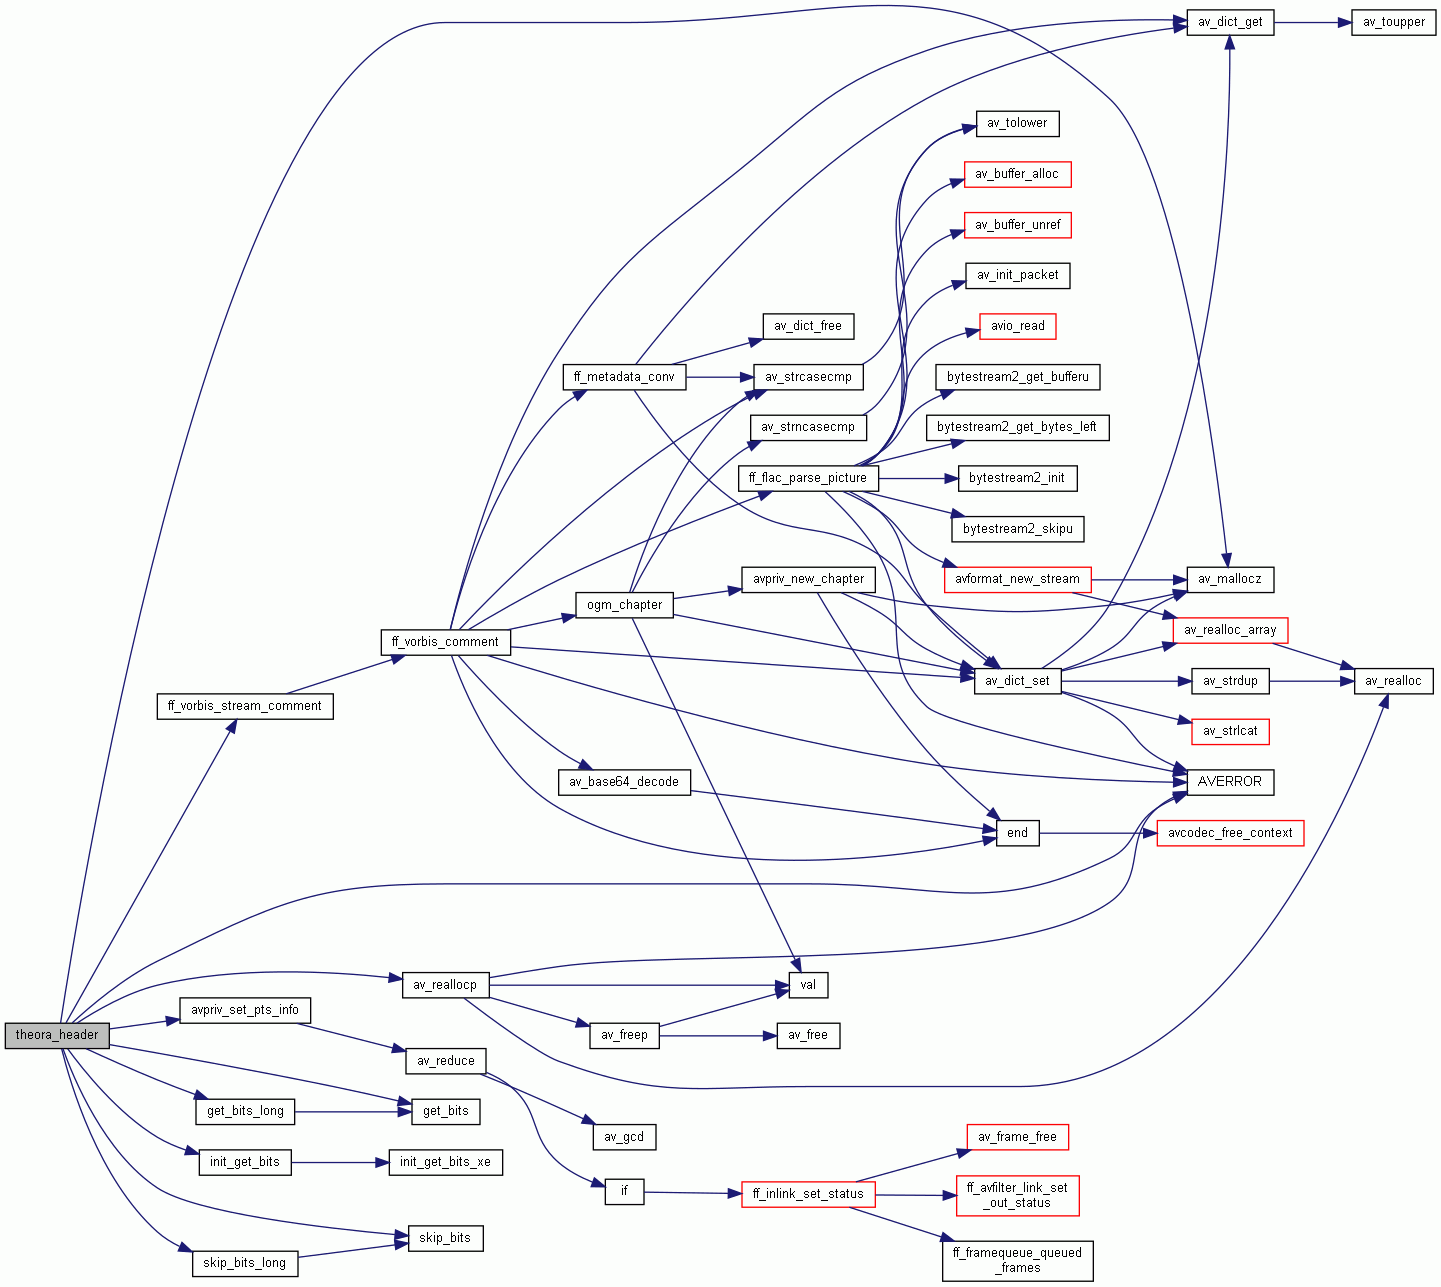 av_dict_get
av_toupper
av_tolower
av_buffer_alloc
av_buffer_unref
av_init_packet
av_dict_free
avio_read
ff_metadata_conv
av_strcasecmp
bytestream2_get_bufferu
av_strncasecmp
bytestream2_get_bytes_left
ff_flac_parse_picture
bytestream2_init
bytestream2_skipu
avpriv_new_chapter
avformat_new_stream
av_mallocz
ogm_chapter
av_realloc_array
ff_vorbis_comment
av_dict_set
av_strdup
av_realloc
ff_vorbis_stream_comment
av_strlcat
av_base64_decode
AVERROR
end
avcodec_free_context
av_reallocp
val
avpriv_set_pts_info
theora_header
av_freep
av_free
av_reduce
get_bits_long
get_bits
av_gcd
av_frame_free
init_get_bits
init_get_bits_xe
if
ff_inlink_set_status
ff_avfilter_link_set
_out_status
skip_bits
skip_bits_long
ff_framequeue_queued
_frames